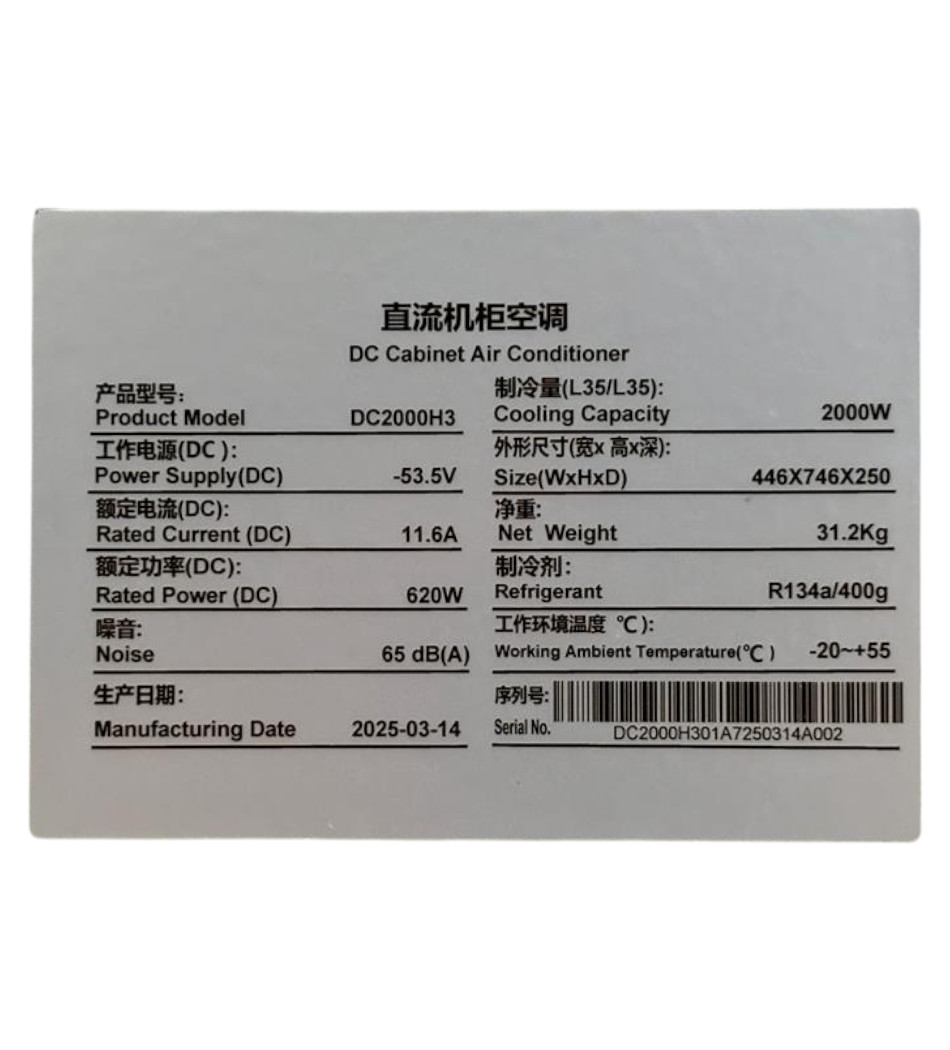 直流机柜空调
DC Cabinet Air Conditioner
产品型号:
Product Model DC2000H3
工作电源(DC ):
Power Supply(DC) -53.5V
额定电流(DC):
Rated Current (DC) 11.6A
额定功率(DC):
Rated Power (DC) 620W
噪音:
Noise 65 dB(A)
生产日期:
Manufacturing Date 2025-03-14
制冷量(L35/L35):
Cooling Capacity 2000W
外形尺寸(宽x 高x深):
Size(WxHxD) 446X746X250
净重:
Net Weight 31.2Kg
制冷剂:
Refrigerant R134a/400g
工作环境温度 ℃):
Working Ambient Temperature(℃ ) -20~+55
序列号:
Serial No. DC2000H301A7250314A002